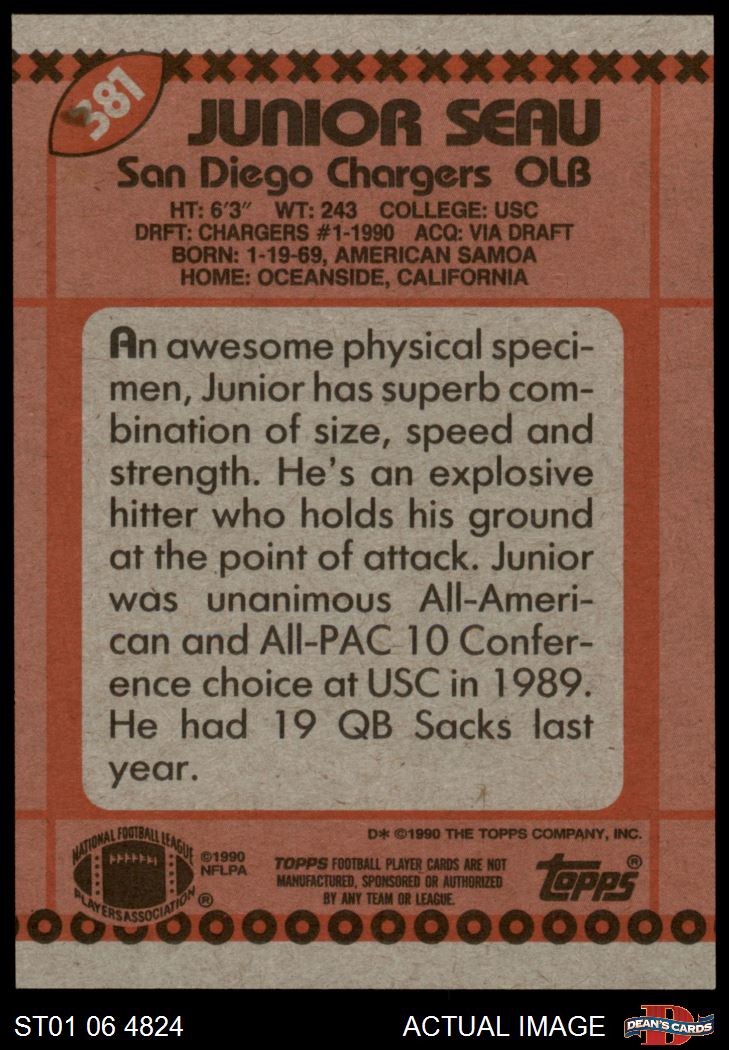 381
JUNIOR SEAU
San Diego Chargers OLB
HT: 6'3" WT: 243 COLLEGE: USC
DRFT: CHARGERS #1-1990 ACQ: VIA DRAFT
BORN: 1-19-69, AMERICAN SAMOA
HOME: OCEANSIDE, CALIFORNIA
An awesome physical speci-
men, Junior has superb com-
bination of size, speed and
strength. He's an explosive
hitter who holds his ground
at the point of attack. Junior
was unanimous All-Ameri-
can and All-PAC 10 Confer-
ence choice at USC in 1989.
He had 19 QB Sacks last
year.
D* ©1990 THE TOPPS COMPANY, INC.
NATIONAL FOOTBALL LEAGUE
PLAYERS ASSOCIATION ®
©1990
NFLPA
TOPPS FOOTBALL PLAYER CARDS ARE NOT
MANUFACTURED, SPONSORED OR AUTHORIZED
BY ANY TEAM OR LEAGUE.
topps®
ST01 06 4824
ACTUAL IMAGE
D
DEAN'S CARDS